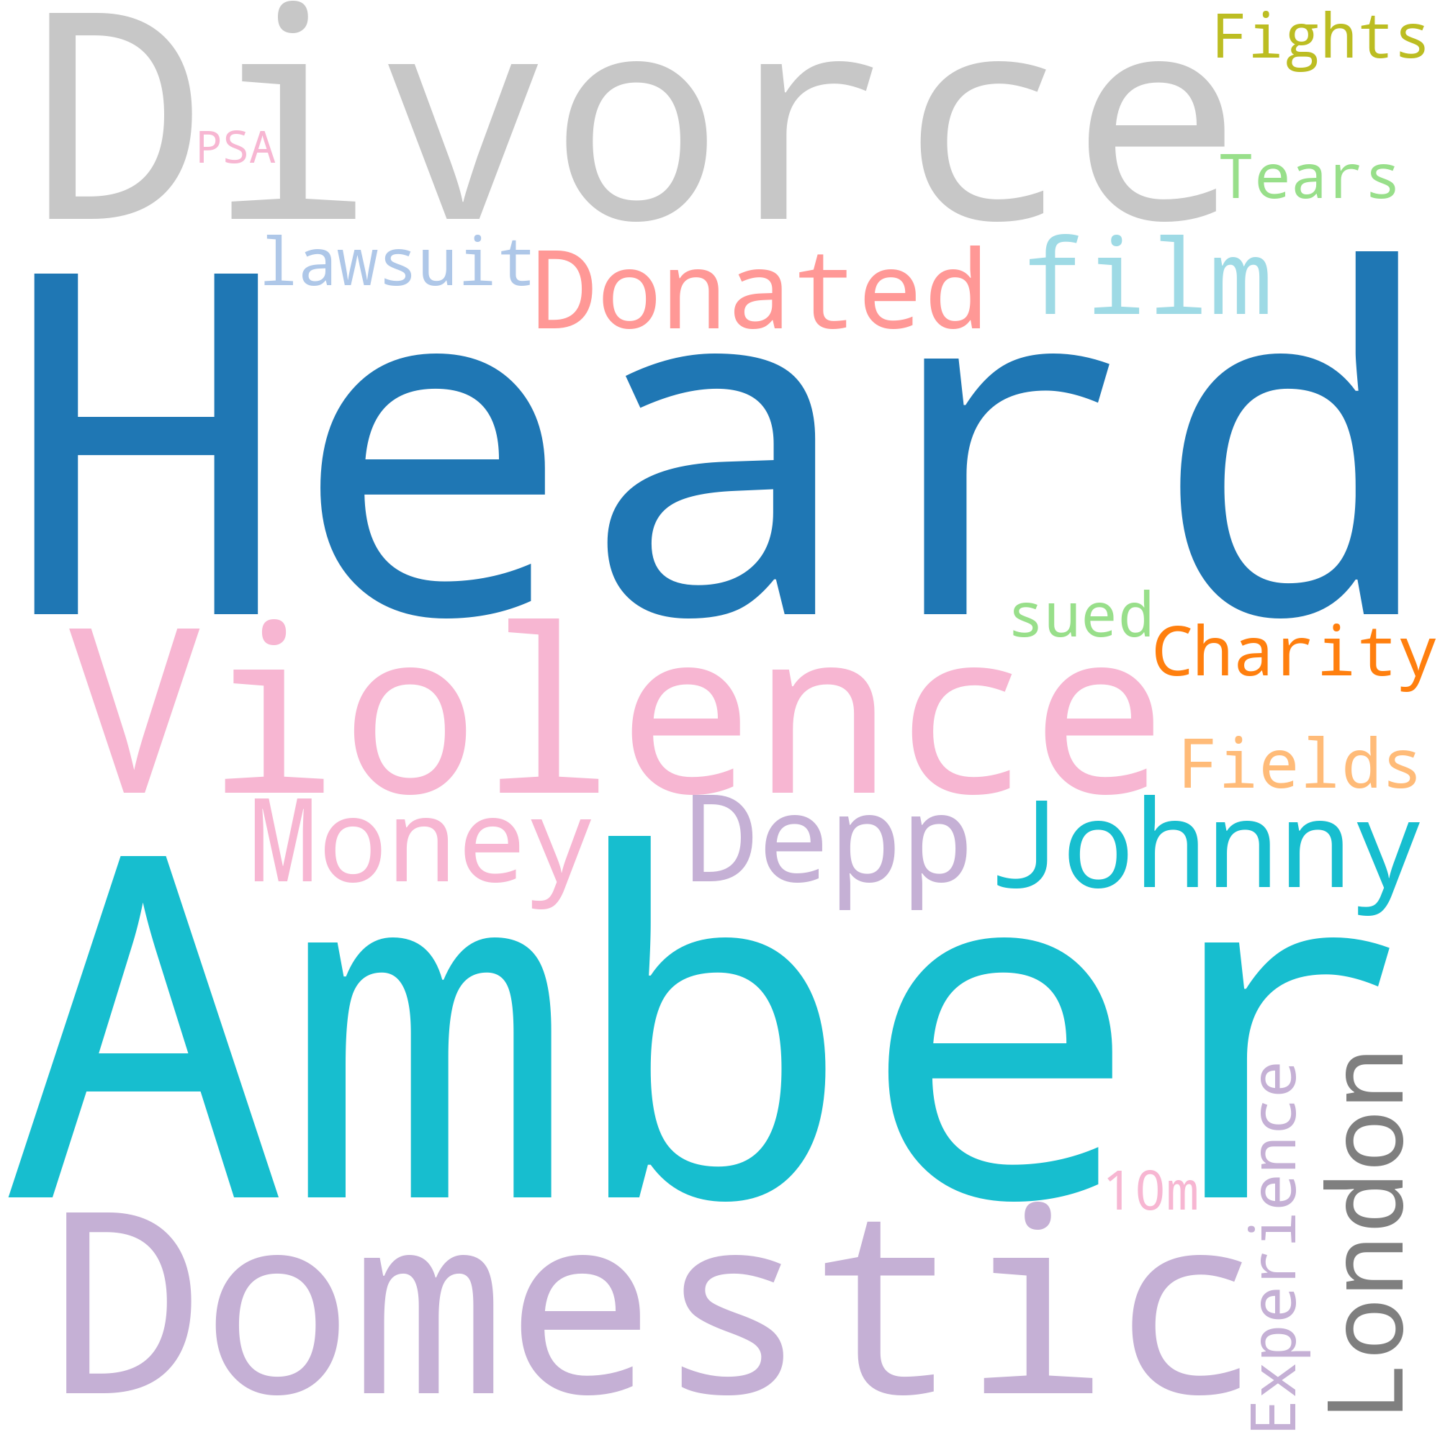 Divorce
Fights
PSA
Tears
lawsuit
Donated
film
Heard
sued
Charity
Violence
Fields
Money
Depp
Johnny
Amber
10m
Experience
London
Domestic